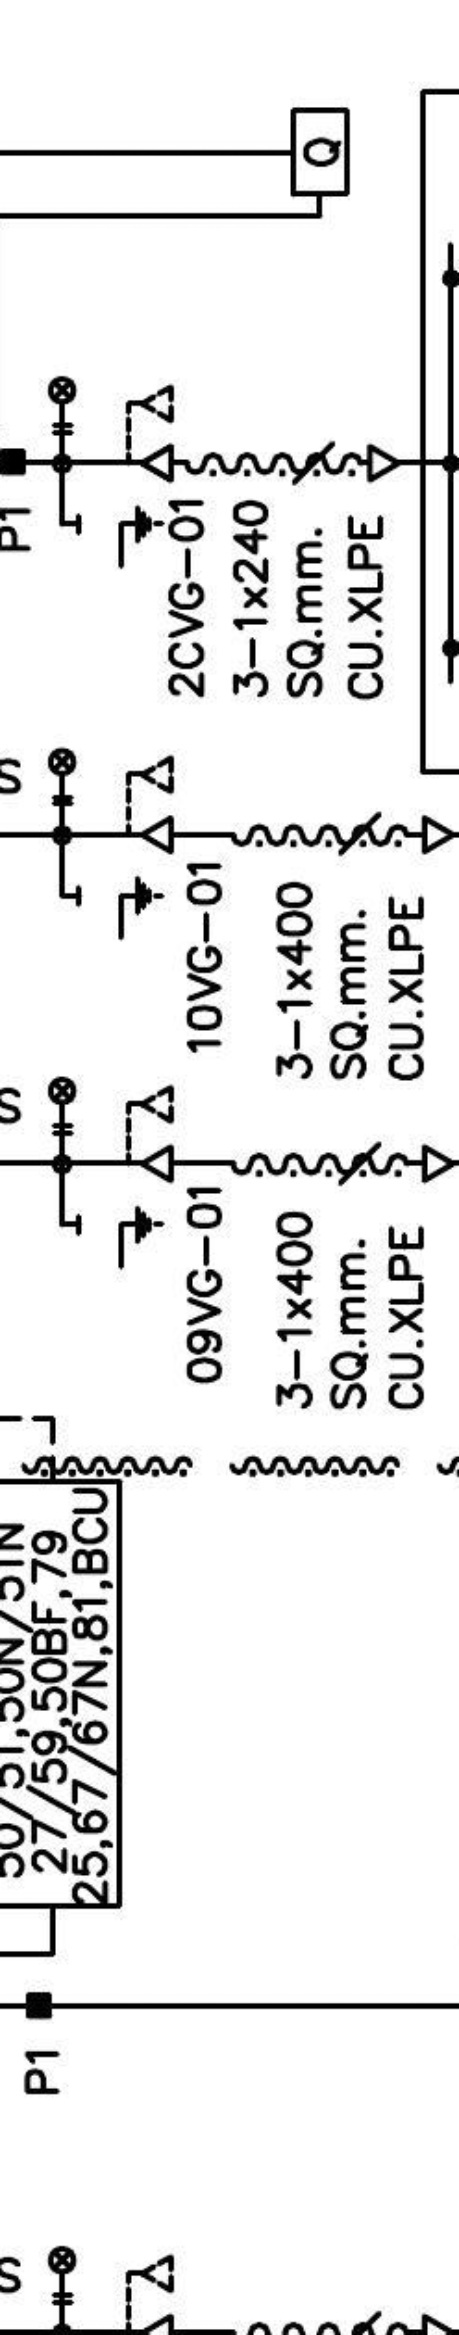 Q
P1
2CVG-01
3-1x240
SQ.mm.
CU.XLPE
S
10VG-01
3-1x400
SQ.mm.
CU.XLPE
S
09VG-01
3-1x400
SQ.mm.
CU.XLPE
50/51,50N/51N
27/59,50BF,79
25,67/67N,81,BCU
P1
S